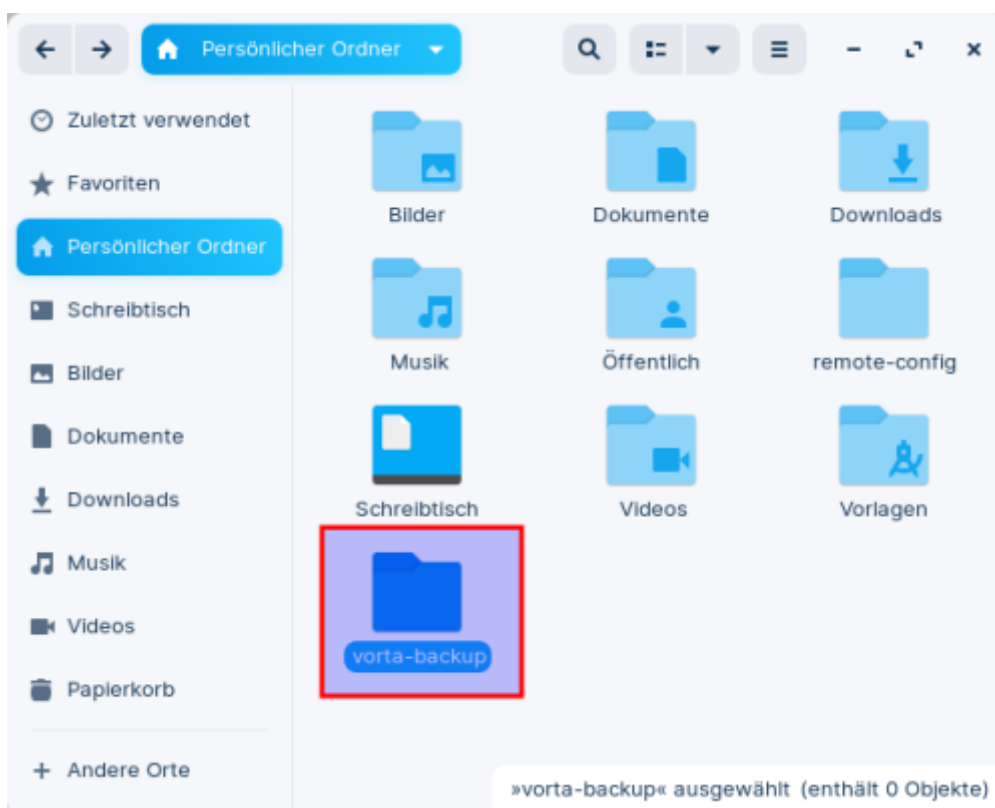 Persönlicher Ordner
Zuletzt verwendet
Favoriten
Persönlicher Ordner
Schreibtisch
Bilder
Dokumente
Downloads
Musik
Videos
Papierkorb
Andere Orte
Bilder
Dokumente
Downloads
Musik
Öffentlich
remote-config
Schreibtisch
Videos
Vorlagen
vorta-backup
»vorta-backup« ausgewählt (enthält 0 Objekte)